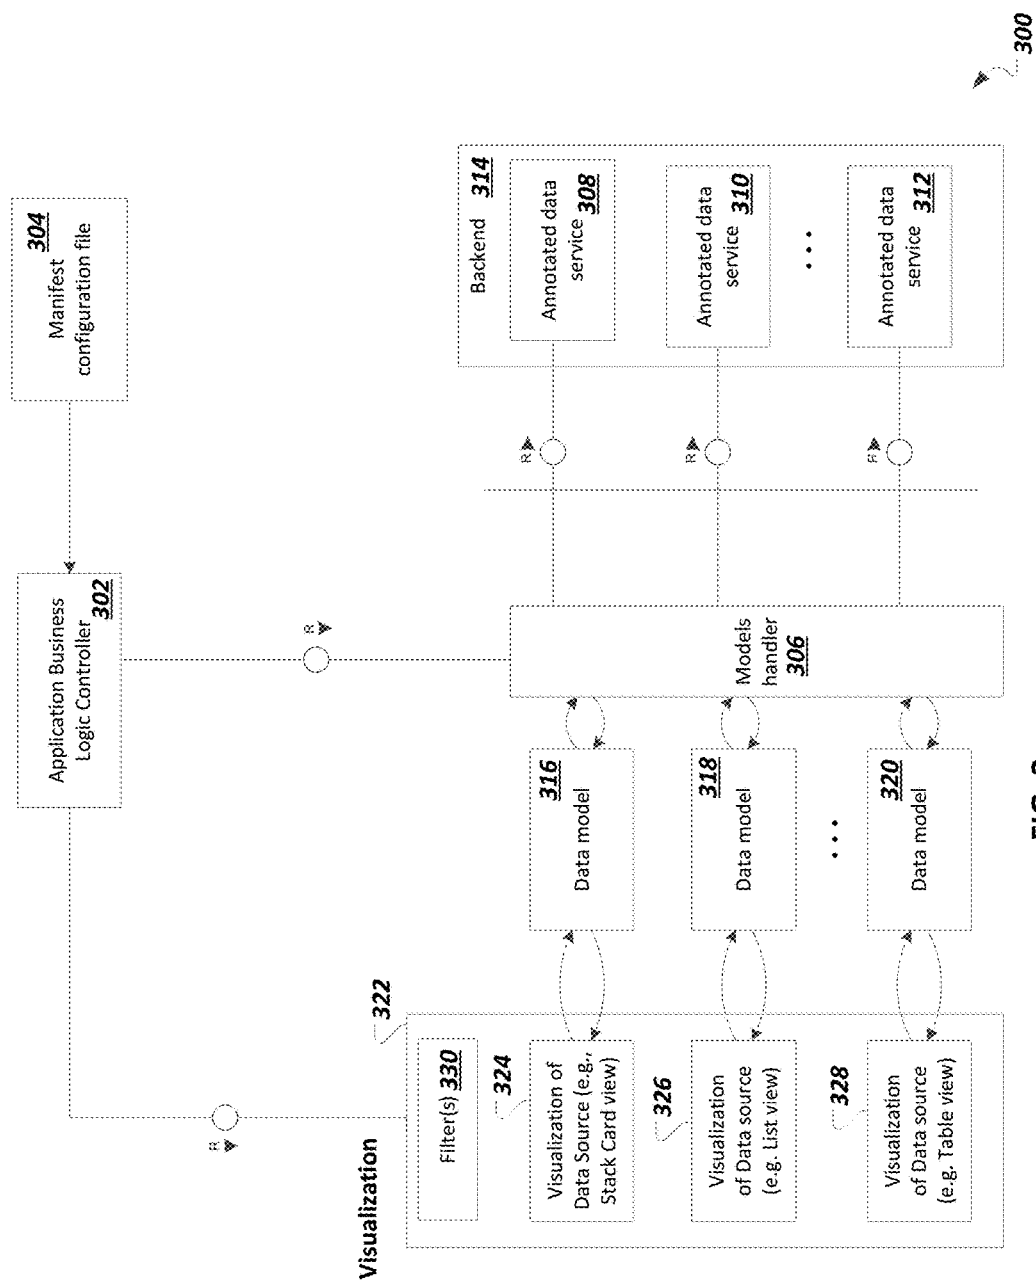 300
Manifest 304
configuration file
Application Business
Logic Controller 302
Backend 314
Annotated data
service 308
Annotated data
service 310
• • •
Annotated data
service 312
R
R
R
R
R
Models
handler
306
316
Data model
318
Data model
• • •
320
Data model
Visualization
322
Filter(s) 330
324
Visualization of
Data Source (e.g.,
Stack Card view)
326
Visualization
of Data source
(e.g. List view)
328
Visualization
of Data source
(e.g. Table view)